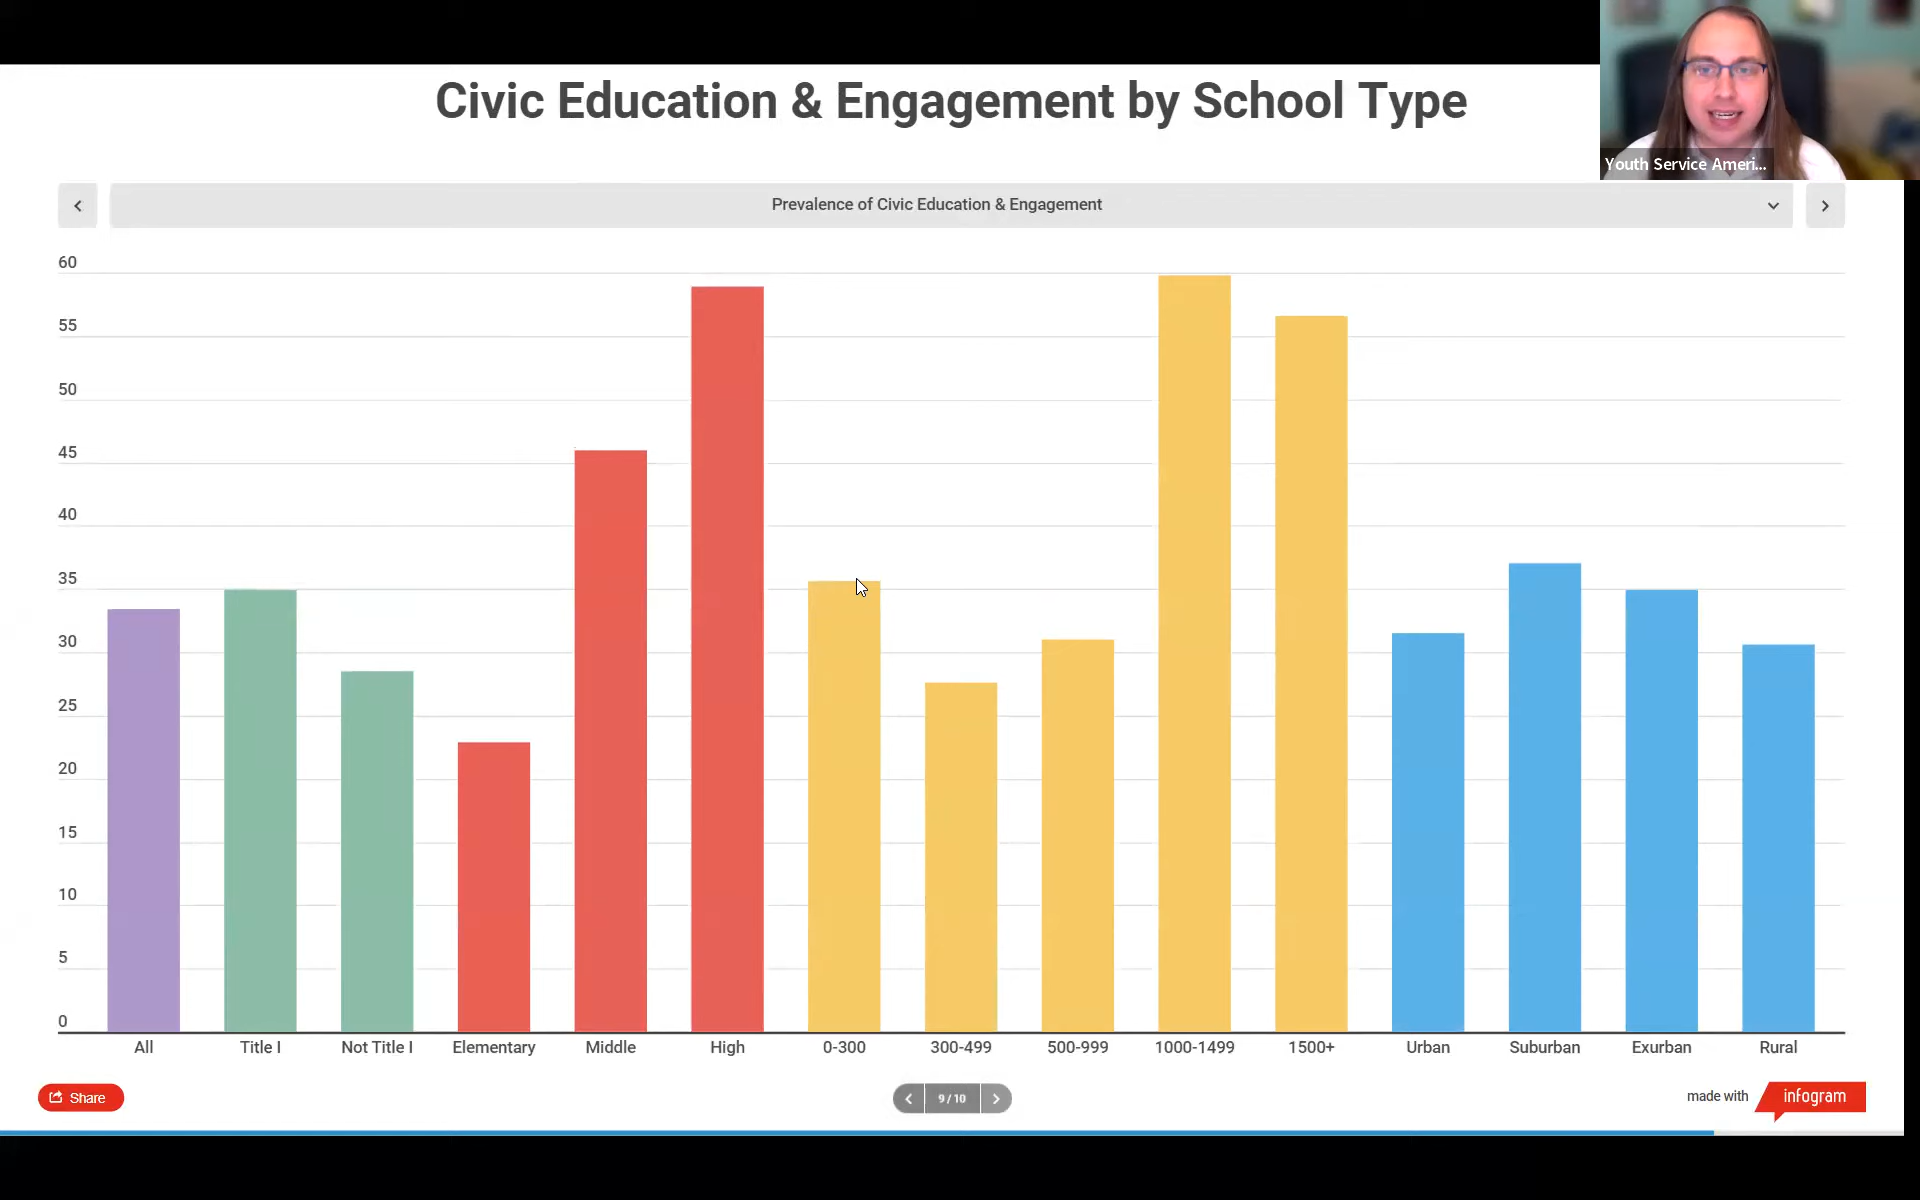 Civic Education & Engagement by School Type
Youth Service Ameri...
Prevalence of Civic Education & Engagement
60
55
50
45
40
35
30
25
20
15
10
5
0
All Title I Not Title I Elementary Middle High 0-300 300-499 500-999 1000-1499 1500+ Urban Suburban Exurban Rural
Share
9 / 10
made with infogram